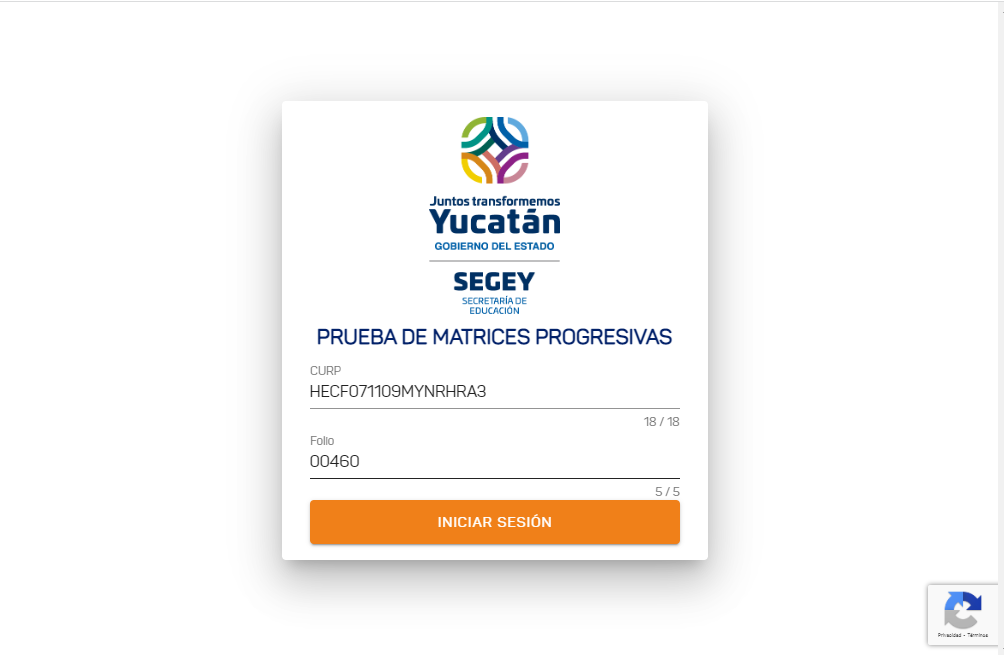 Juntos transformemos
Yucatán
GOBIERNO DEL ESTADO
SEGEY
SECRETARÍA DE
EDUCACIÓN
PRUEBA DE MATRICES PROGRESIVAS
CURP
HECF071109MYNRHRA3
18 / 18
Folio
00460
5 / 5
INICIAR SESIÓN
Privacidad - Términos